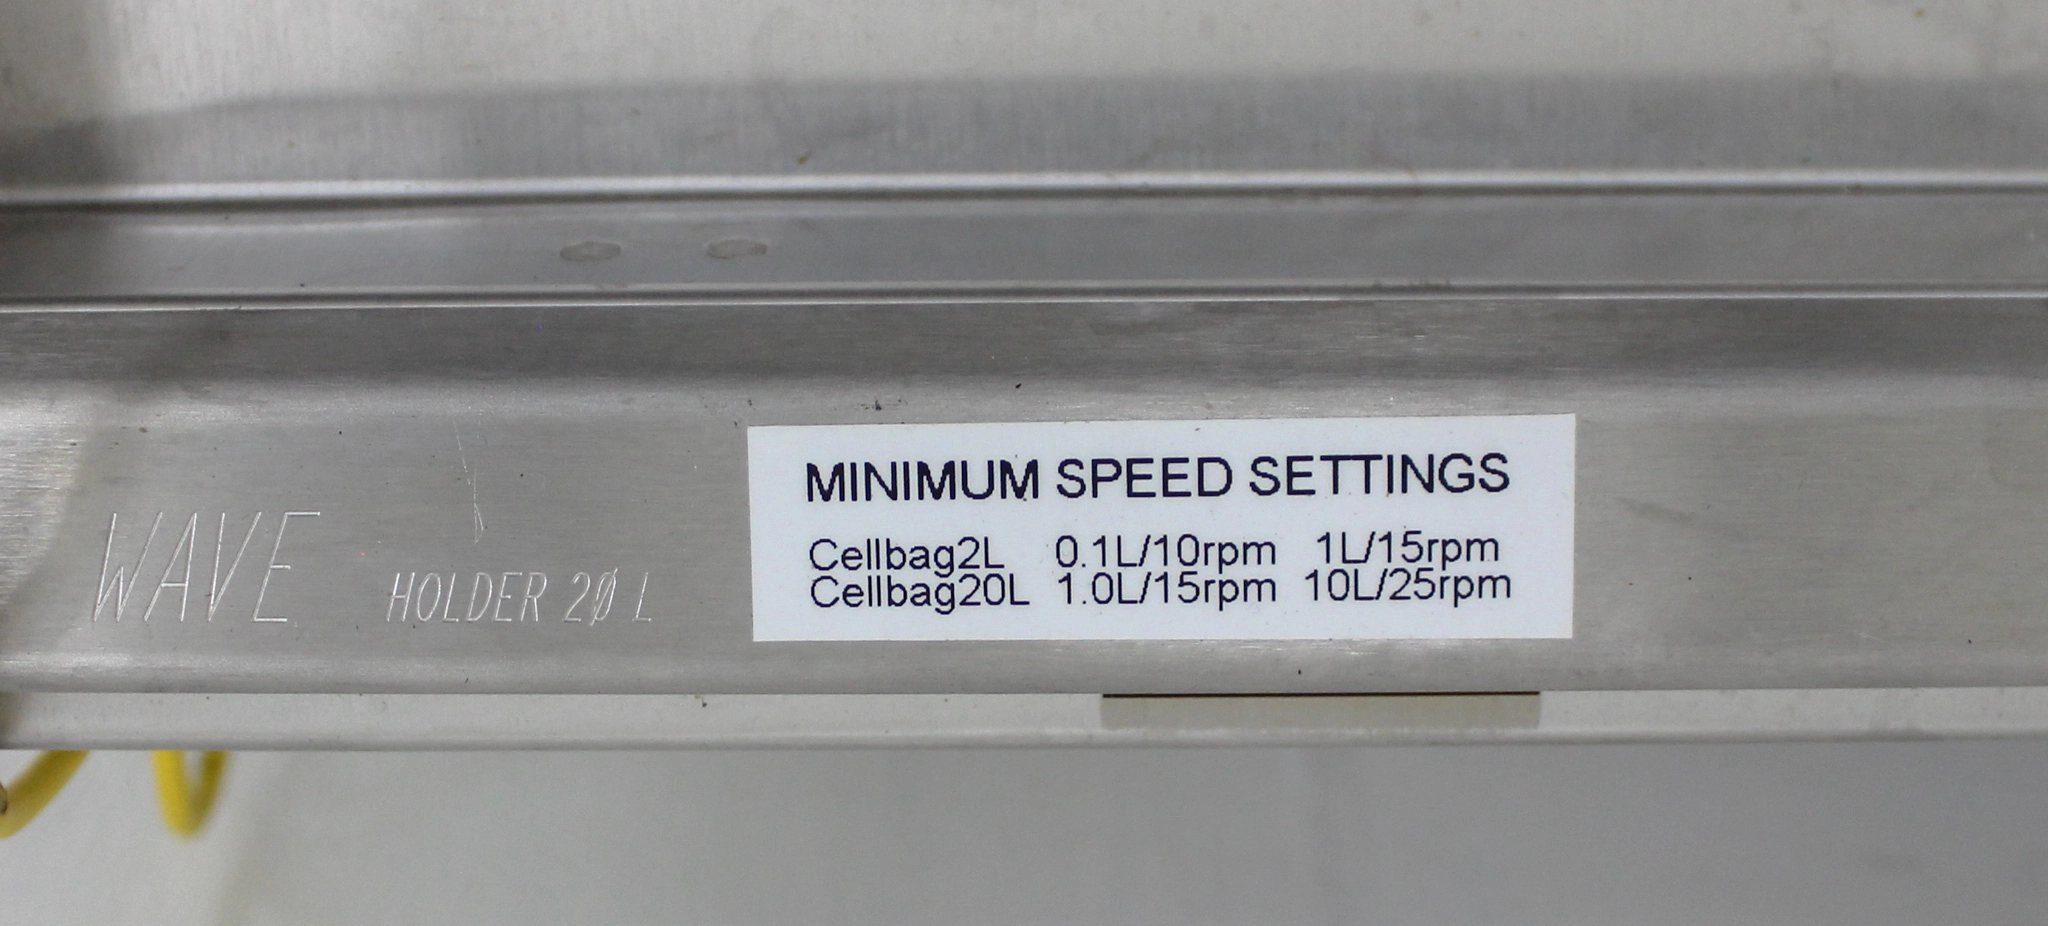 WAVE HOLDER 20 L
MINIMUM SPEED SETTINGS
Cellbag2L 0.1L/10rpm 1L/15rpm
Cellbag20L 1.0L/15rpm 10L/25rpm